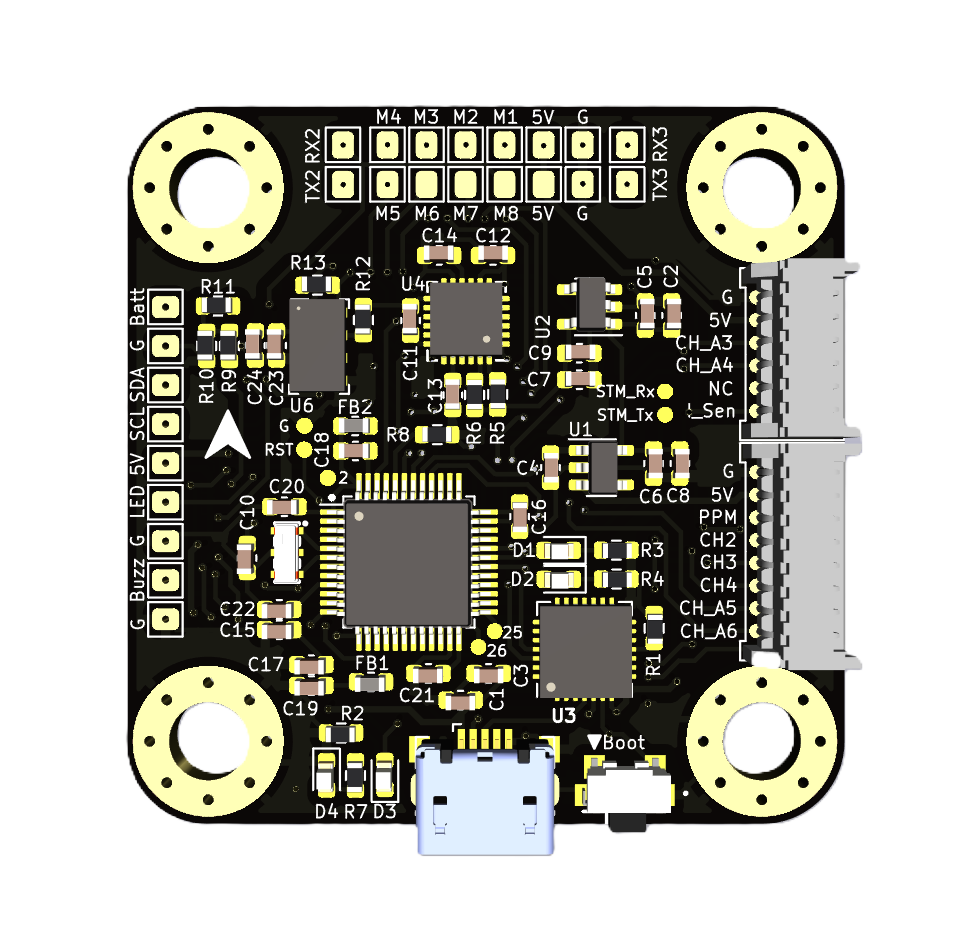 M4 M3 M2 M1 5V G
RX2
RX3
TX2
TX3
M5 M6 M7 M8 5V G
C14 C12
R13
R12
U4
C5
C2
Batt
R11
G
G
U2
5V
CH_A3
C11
C9
CH_A4
SDA
R10
R9
C24
C23
C7
NC
C13
STM_Rx
U6
FB2
_Sen
STM_Tx
SCL
G
R8
R6
R5
U1
RST
C18
5V
C4
G
2
C6 C8
C20
5V
LED
C10
C16
PPM
G
CH2
D1
R3
CH3
D2
R4
Buzz
CH4
C22
CH_A5
G
C15
25
CH_A6
26
R1
C17
FB1
C3
C21
C1
C19
R2
U3
Boot
D4 R7 D3